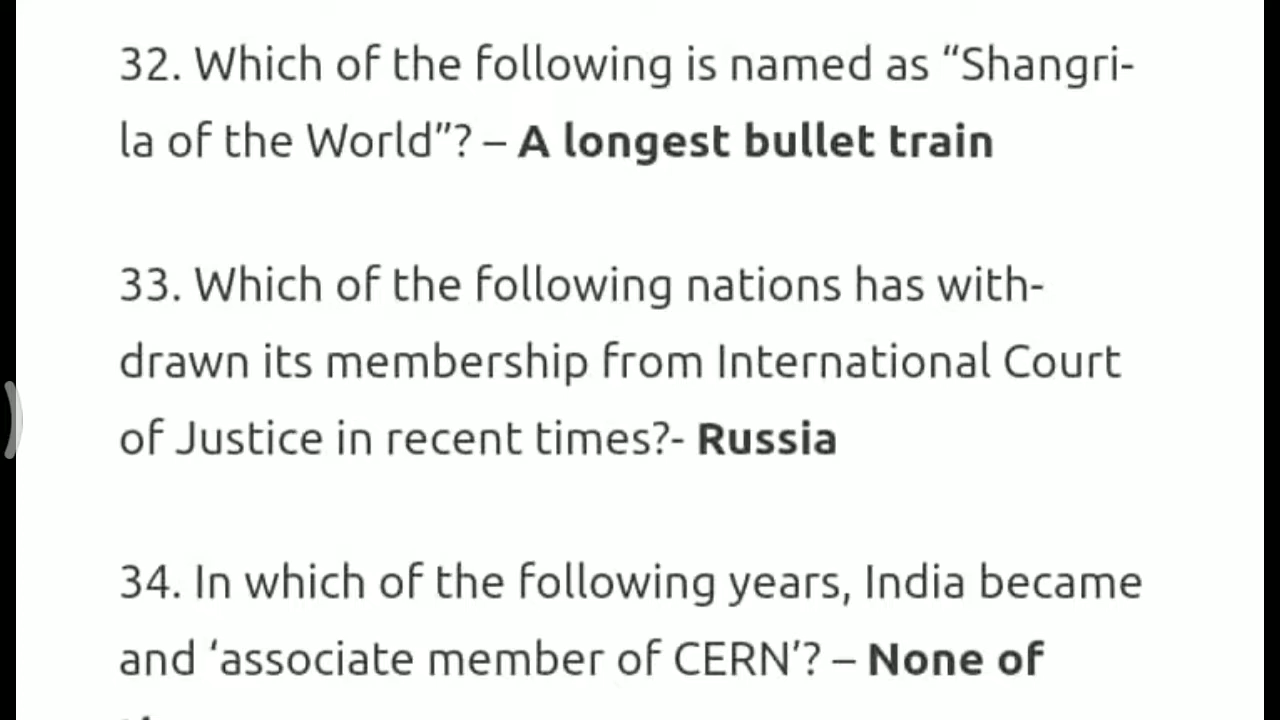 32. Which of the following is named as “Shangri-
la of the World”? – A longest bullet train
33. Which of the following nations has with-
drawn its membership from International Court
of Justice in recent times?- Russia
34. In which of the following years, India became
and ‘associate member of CERN’? – None of